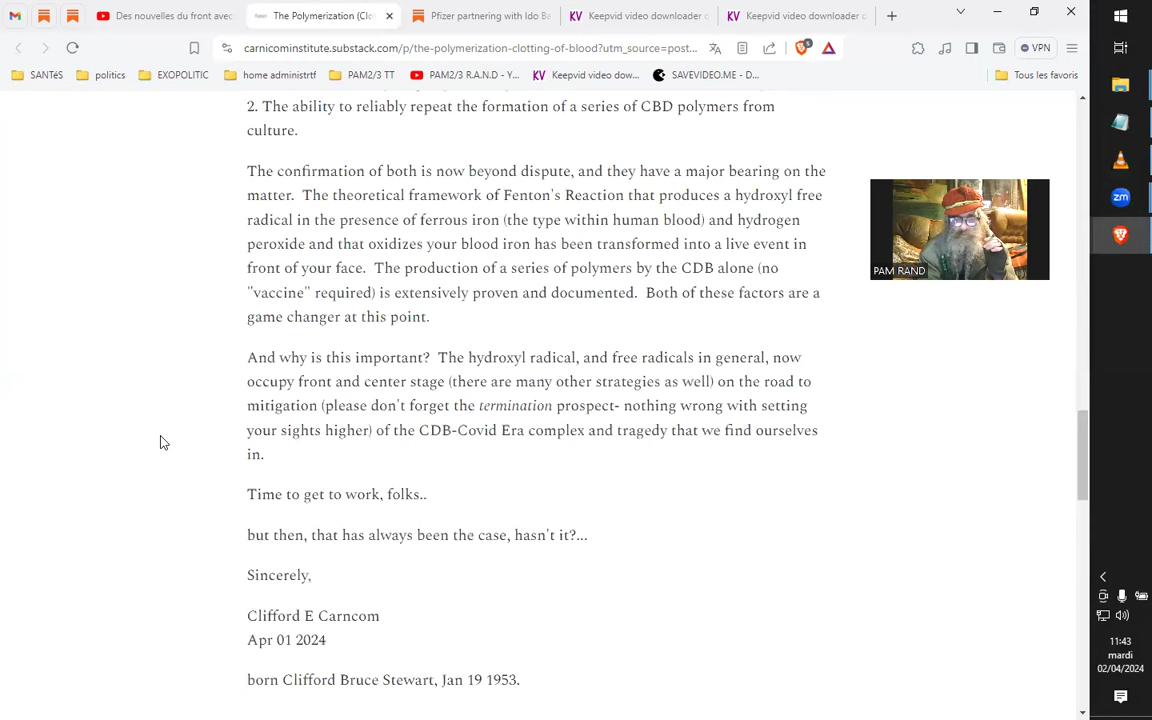 Des nouvelles du front avec
The Polymerization (Clo
Pfizer partnering with Ido Ba
Keepvid video downloader
Keepvid video downloader
carnicominstitute.substack.com/p/the-polymerization-clotting-of-blood?utm_source=post...
VPN
SANTéS
politics
EXOPOLITIC
home administrtf
PAM2/3 TT
PAM2/3 R.A.N.D - Y...
Keepvid video dow...
SAVEVIDEO.ME - D...
Tous les favoris
2. The ability to reliably repeat the formation of a series of CBD polymers from
culture.
The confirmation of both is now beyond dispute, and they have a major bearing on the
matter. The theoretical framework of Fenton's Reaction that produces a hydroxyl free
radical in the presence of ferrous iron (the type within human blood) and hydrogen
peroxide and that oxidizes your blood iron has been transformed into a live event in
front of your face. The production of a series of polymers by the CDB alone (no
"vaccine" required) is extensively proven and documented. Both of these factors are a
game changer at this point.
PAM RAND
And why is this important? The hydroxyl radical, and free radicals in general, now
occupy front and center stage (there are many other strategies as well) on the road to
mitigation (please don't forget the termination prospect- nothing wrong with setting
your sights higher) of the CDB-Covid Era complex and tragedy that we find ourselves
in.
Time to get to work, folks..
but then, that has always been the case, hasn't it?...
Sincerely,
Clifford E Carncom
Apr 01 2024
born Clifford Bruce Stewart, Jan 19 1953.
zm
11:43
mardi
02/04/2024